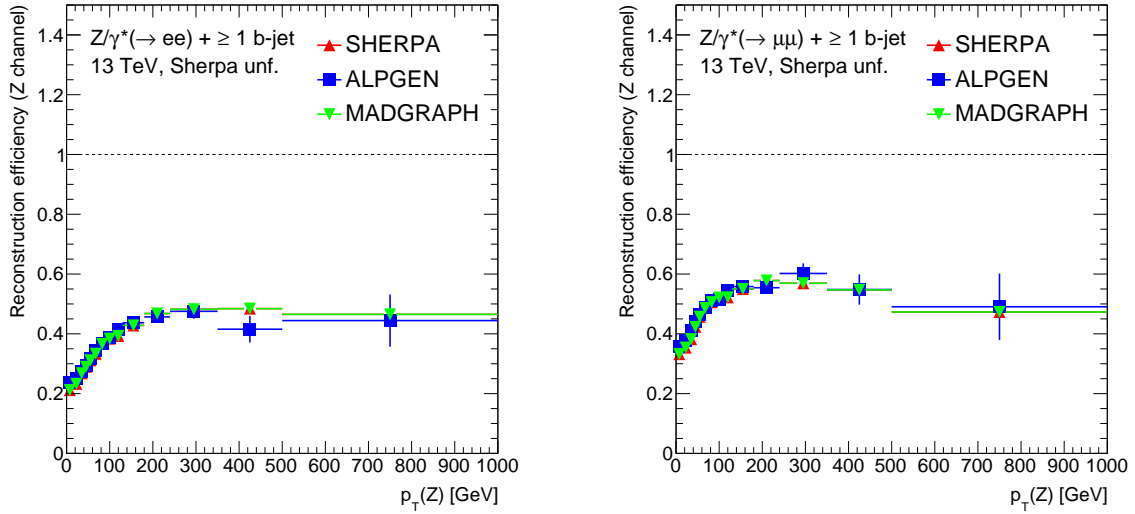 Z/γ*(→ ee) + ≥ 1 b-jet
13 TeV, Sherpa unf.
SHERPA
ALPGEN
MADGRAPH
Reconstruction efficiency (Z channel)
1.4
1.2
1
0.8
0.6
0.4
0.2
0
0 100 200 300 400 500 600 700 800 900 1000
p_T(Z) [GeV]
Z/γ*(→ μμ) + ≥ 1 b-jet
13 TeV, Sherpa unf.
SHERPA
ALPGEN
MADGRAPH
Reconstruction efficiency (Z channel)
1.4
1.2
1
0.8
0.6
0.4
0.2
0
0 100 200 300 400 500 600 700 800 900 1000
p_T(Z) [GeV]